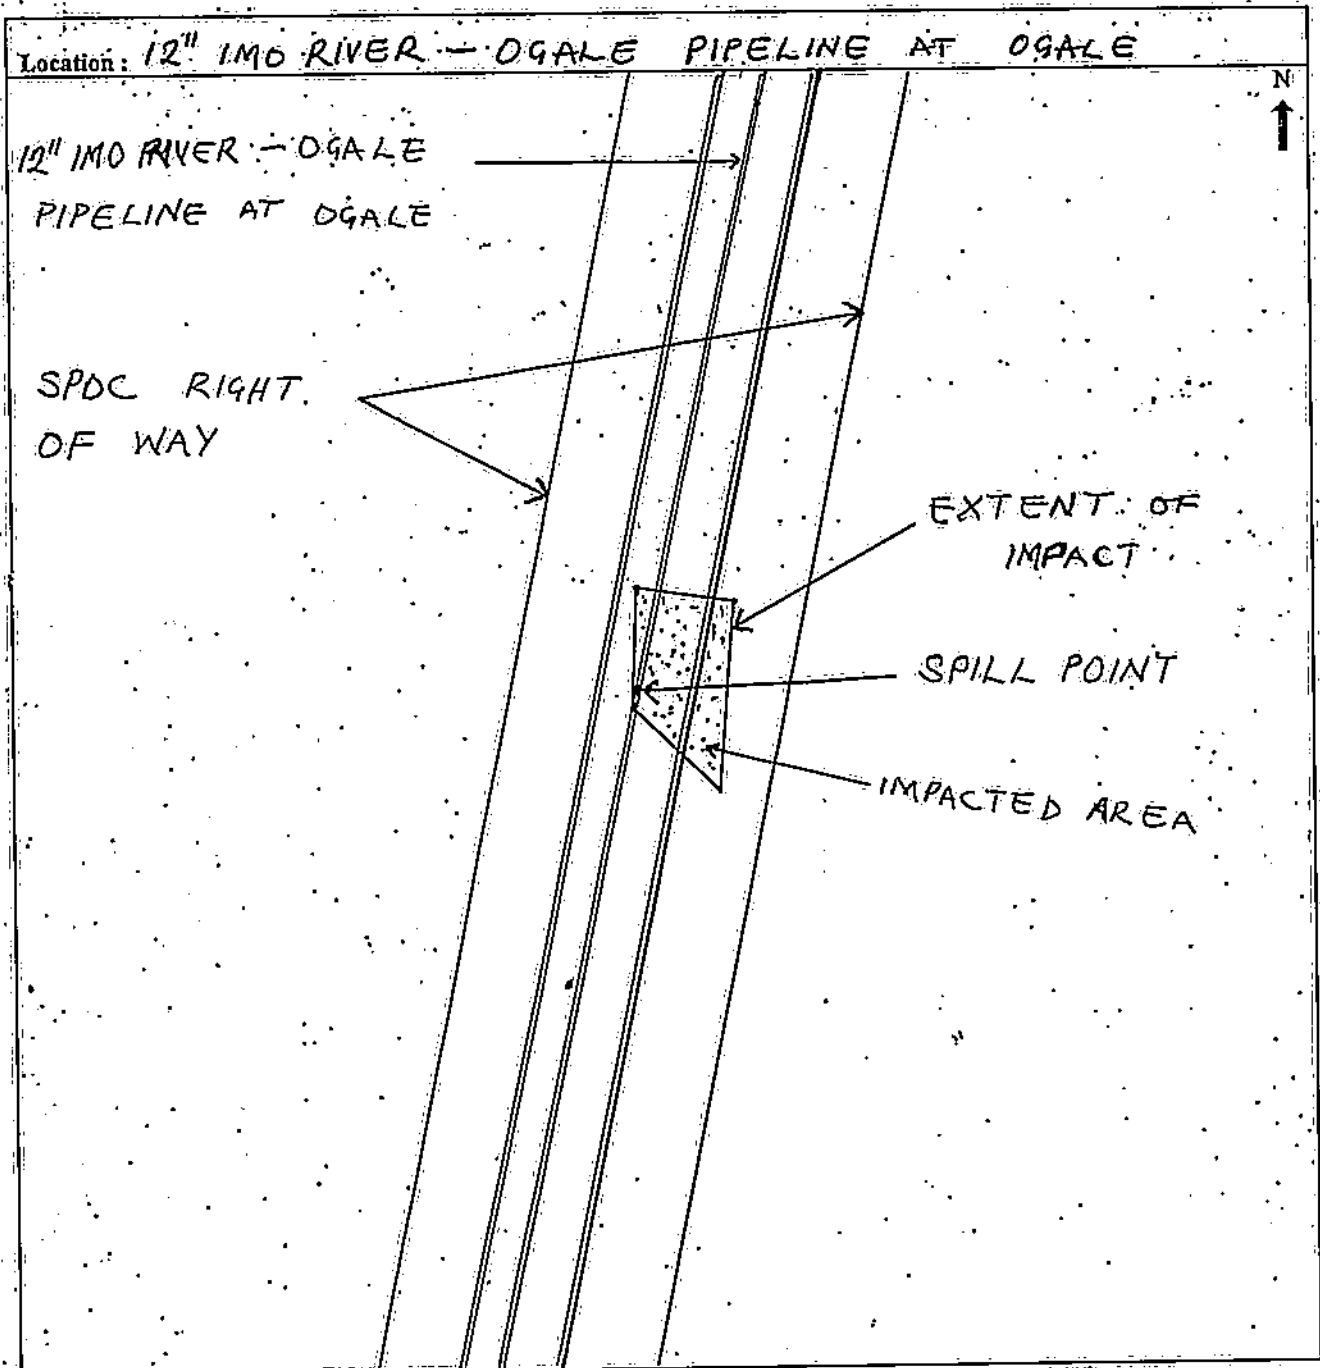 Location: 12" IMO RIVER - OGALE PIPELINE AT OGALE
N
12" IMO RIVER - OGALE
PIPELINE AT OGALE
SPDC RIGHT
OF WAY
EXTENT OF
IMPACT
SPILL POINT
IMPACTED AREA